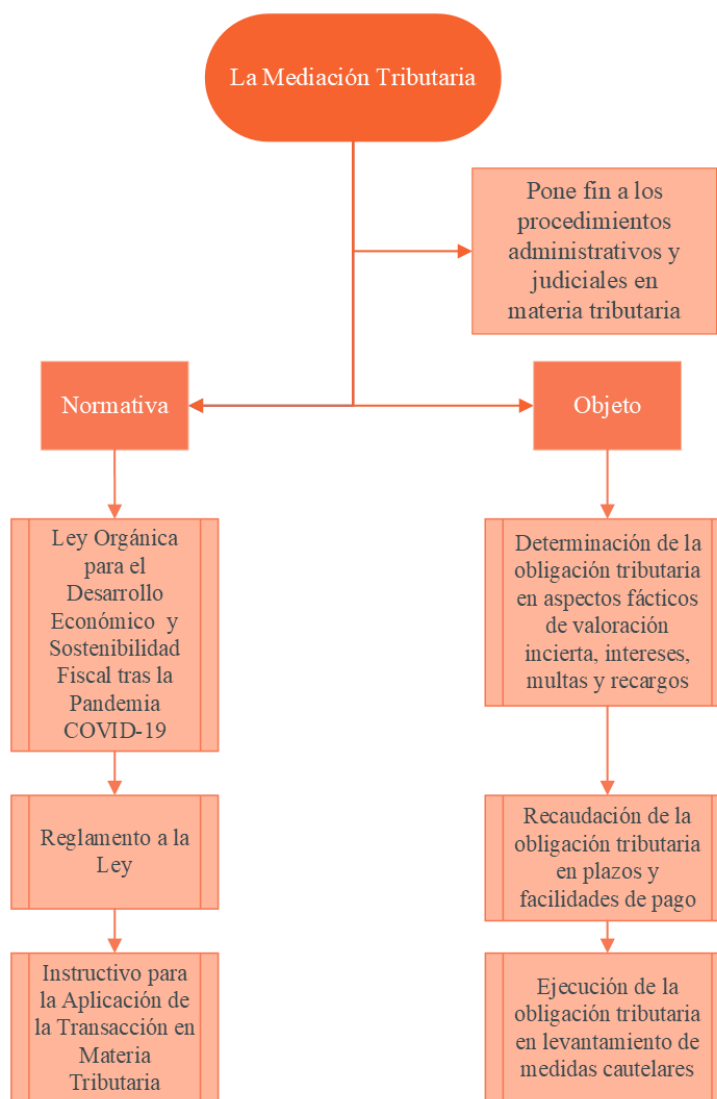 La Mediación Tributaria
Pone fin a los
procedimientos
administrativos y
judiciales en
materia tributaria
Normativa
Objeto
Ley Orgánica
para el
Desarrollo
Económico y
Sostenibilidad
Fiscal tras la
Pandemia
COVID-19
Determinación de la
obligación tributaria
en aspectos fácticos
de valoración
incierta, intereses,
multas y recargos
Reglamento a la
Ley
Recaudación de la
obligación tributaria
en plazos y
facilidades de pago
Instructivo para
la Aplicación de
la Transacción en
Materia
Tributaria
Ejecución de la
obligación tributaria
en levantamiento de
medidas cautelares